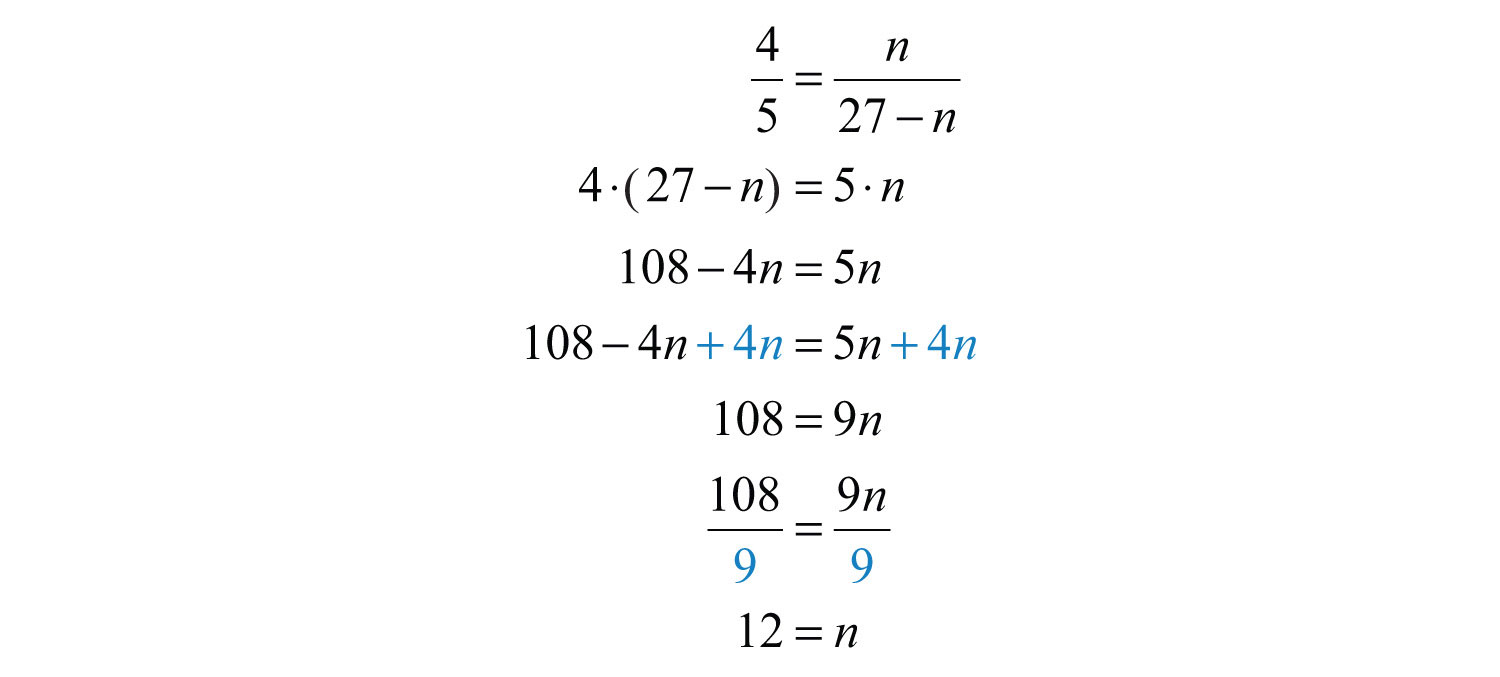 4/5 = n/(27 − n)
4·(27 − n) = 5·n
108 − 4n = 5n
108 − 4n + 4n = 5n + 4n
108 = 9n
108/9 = 9n/9
12 = n